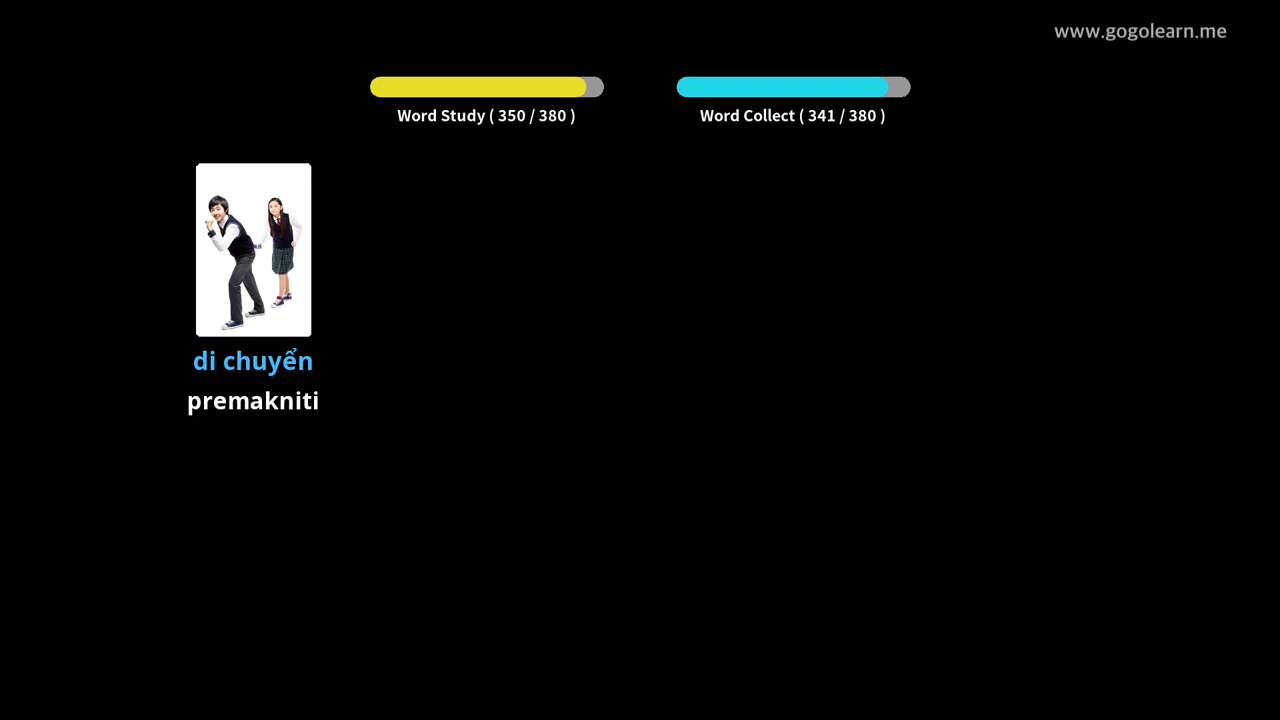 www.gogolearn.me
Word Study ( 350 / 380 )
Word Collect ( 341 / 380 )
di chuyển
premakniti